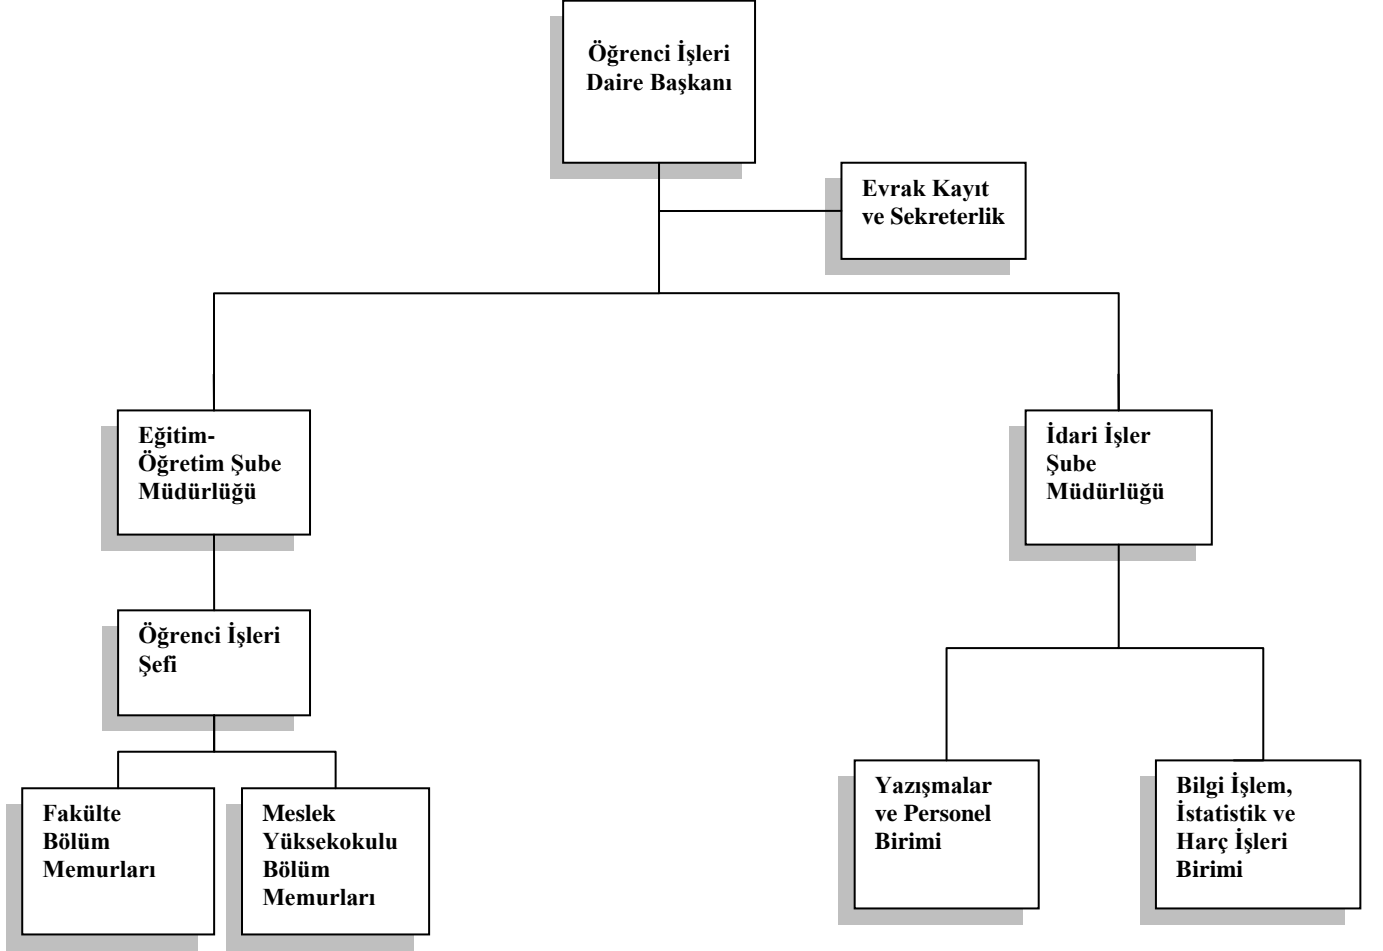 Öğrenci İşleri
Daire Başkanı
Evrak Kayıt
ve Sekreterlik
Eğitim-
Öğretim Şube
Müdürlüğü
İdari İşler
Şube
Müdürlüğü
Öğrenci İşleri
Şefi
Fakülte
Bölüm
Memurları
Meslek
Yüksekokulu
Bölüm
Memurları
Yazışmalar
ve Personel
Birimi
Bilgi İşlem,
İstatistik ve
Harç İşleri
Birimi